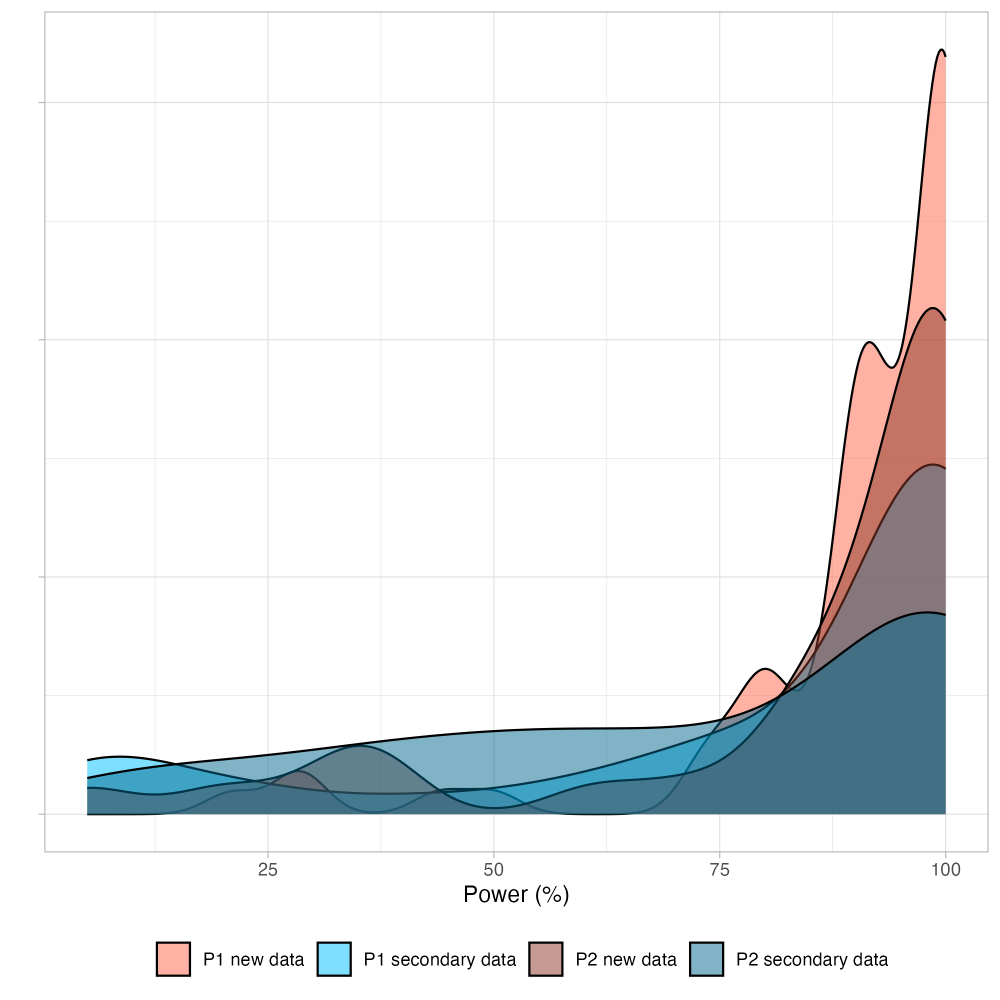 25 50 75 100
Power (%)
P1 new data P1 secondary data P2 new data P2 secondary data